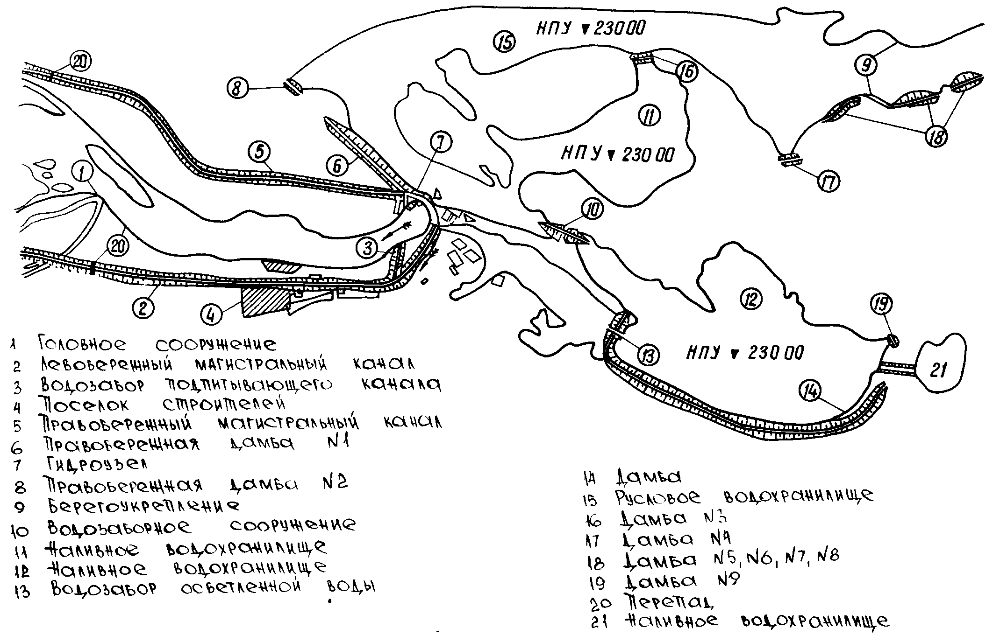 НПУ ▼ 230 00
15
20
16
9
8
11
7
18
5
6
НПУ ▼ 230 00
1
17
10
20
3
12
19
2
4
13
НПУ ▼ 230 00
21
14
1 Головное сооружение
2 Левобережный магистральный канал
3 Водозабор подпитывающего канала
4 Поселок строителей
5 Правобережный магистральный канал
6 Правобережная дамба N1
7 Гидроузел
8 Правобережная дамба N2
9 Берегоукрепление
10 Водозаборное сооружение
11 Наливное водохранилище
12 Наливное водохранилище
13 Водозабор осветленной воды
14 Дамба
15 Русловое водохранилище
16 Дамба N3
17 Дамба N4
18 Дамба N5, N6, N7, N8
19 Дамба N9
20 Перепад
21 Наливное водохранилище